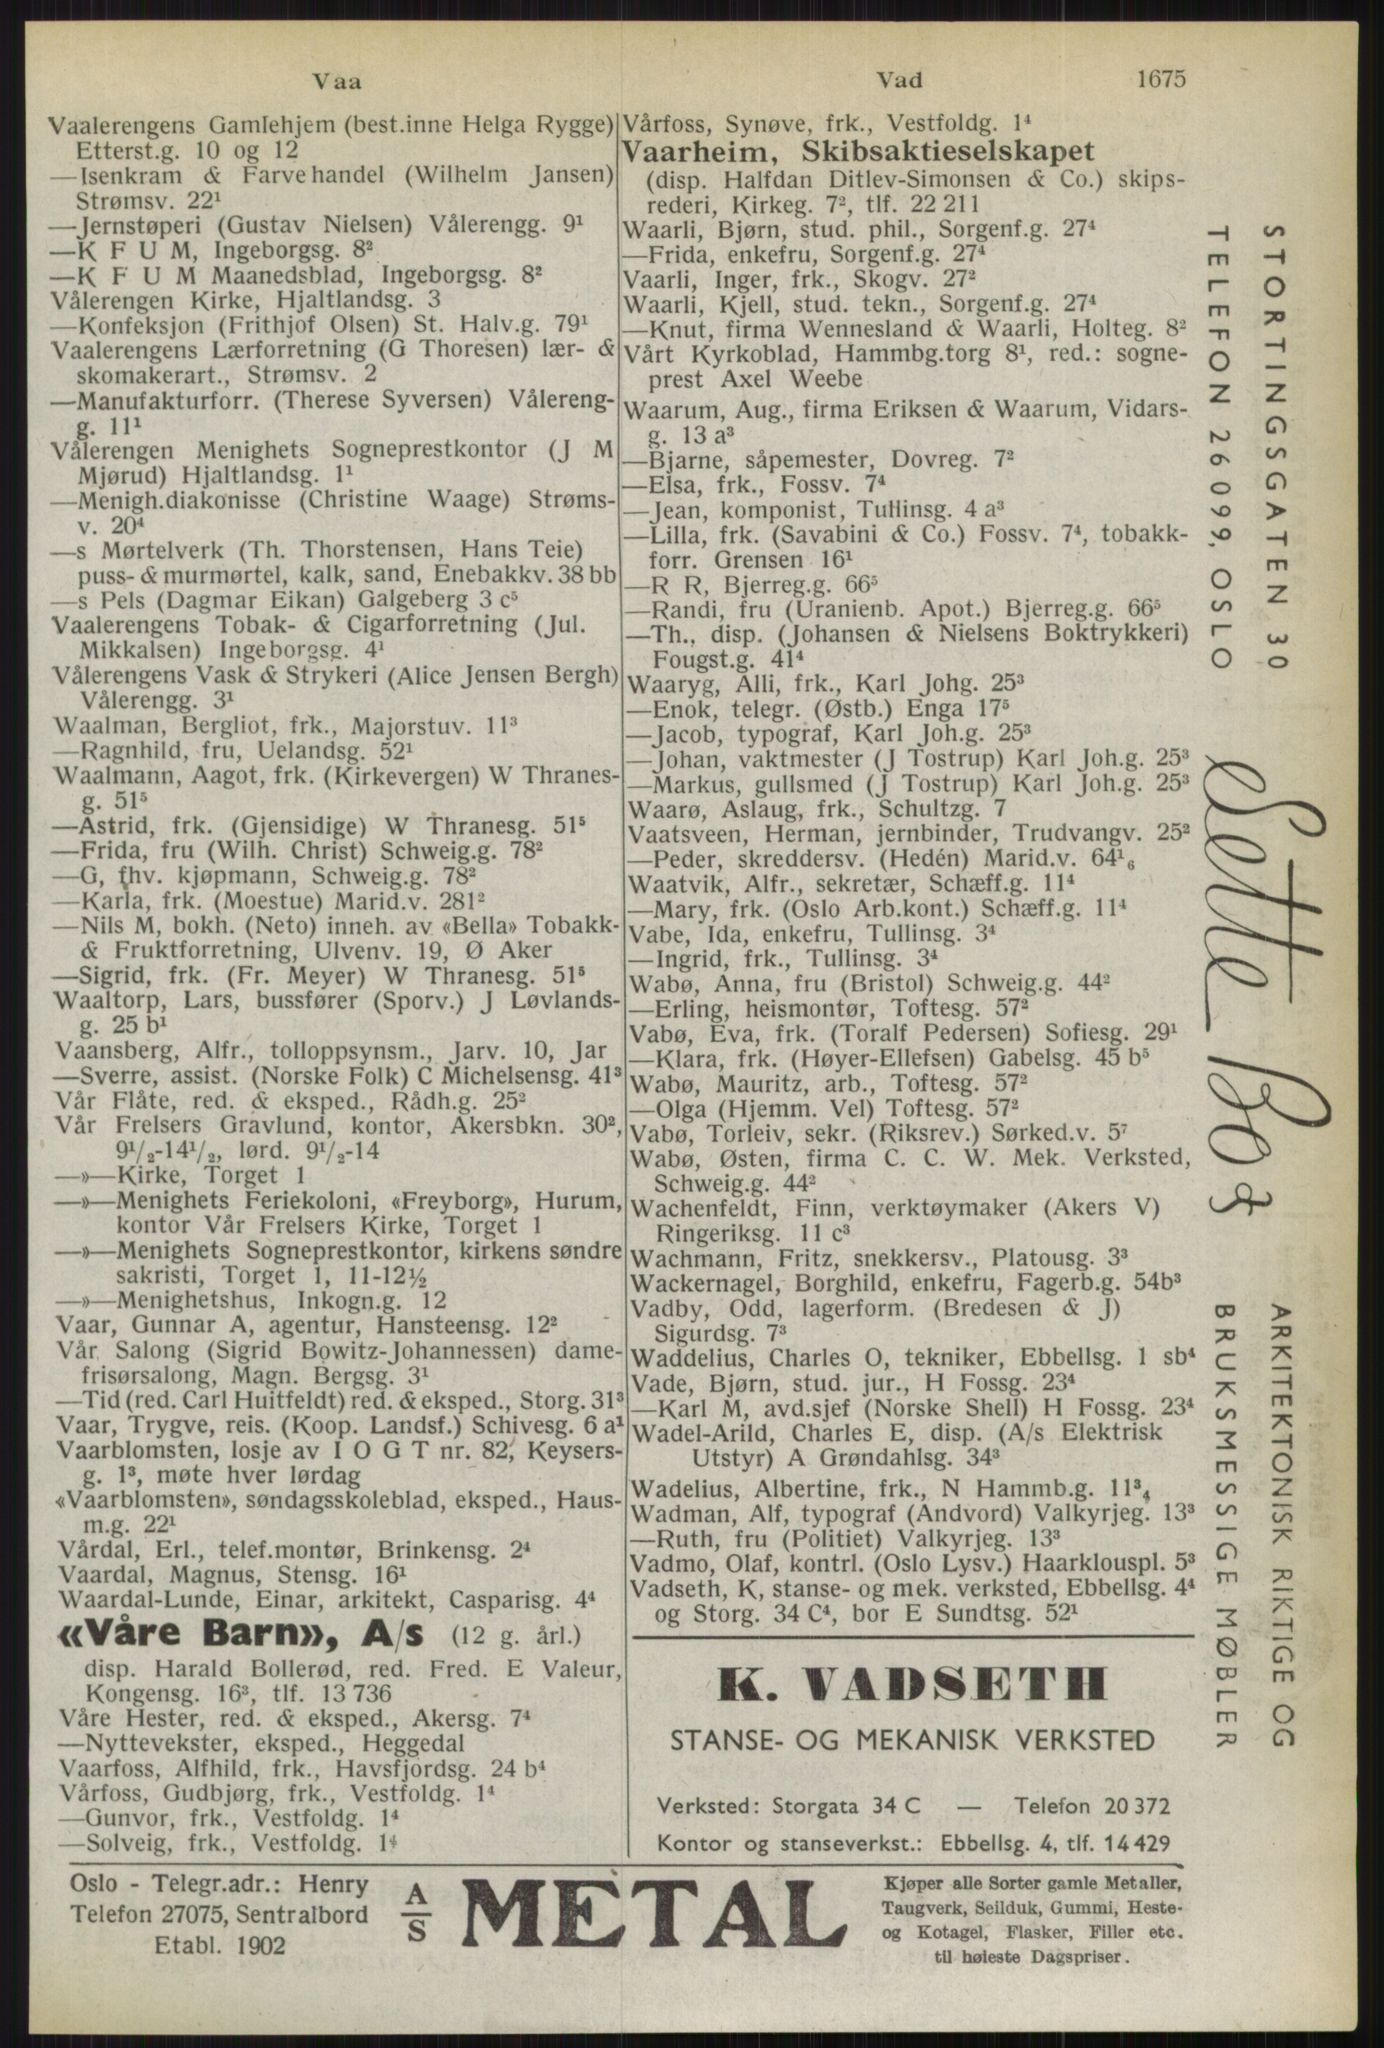 Vaa
Vad 1675
Vaalerengens Gamlehjem (best.inne Helga Rygge)
Etterst.g. 10 og 12
—Isenkram & Farvehandel (Wilhelm Jansen)
Strømsv. 22¹
—Jernstøperi (Gustav Nielsen) Vålerengg. 9¹
—K F U M, Ingeborgsg. 8²
—K F U M Maanedsblad, Ingeborgsg. 8²
Vålerengen Kirke, Hjaltlandsg. 3
—Konfeksjon (Frithjof Olsen) St. Halv.g. 79¹
Vaalerengens Lærforretning (G Thoresen) lær- &
skomakerart., Strømsv. 2
—Manufakturforr. (Therese Syversen) Vålereng-
g. 11¹
Vålerengen Menighets Sogneprestkontor (J M
Mjørud) Hjaltlandsg. 1¹
—Menigh.diakonisse (Christine Waage) Strøms-
v. 20⁴
—s Mørtelverk (Th. Thorstensen, Hans Teie)
puss- & murmørtel, kalk, sand, Enebakkv. 38 bb
—s Pels (Dagmar Eikan) Galgeberg 3 c⁵
Vaalerengens Tobak- & Cigarforretning (Jul.
Mikkalsen) Ingeborgsg. 4¹
Vålerengens Vask & Strykeri (Alice Jensen Bergh)
Vålerengg. 3¹
Waalman, Bergliot, frk., Majorstuv. 11³
—Ragnhild, fru, Uelandsg. 52¹
Waalmann, Aagot, frk. (Kirkevergen) W Thranes-
g. 51⁵
—Astrid, frk. (Gjensidige) W Thranesg. 51⁵
—Frida, fru (Wilh. Christ) Schweig.g. 78²
—G, fhv. kjøpmann, Schweig.g. 78²
—Karla, frk. (Moestue) Marid.v. 281²
—Nils M, bokh. (Neto) inneh. av «Bella» Tobakk-
& Fruktforretning, Ulvenv. 19, Ø Aker
—Sigrid, frk. (Fr. Meyer) W Thranesg. 51⁵
Waaltorp, Lars, bussfører (Sporv.) J Løvlands-
g. 25 b¹
Vaansberg, Alfr., tolloppsynsm., Jarv. 10, Jar
—Sverre, assist. (Norske Folk) C Michelsensg. 41³
Vår Flåte, red. & eksped., Rådh.g. 25²
Vår Frelsers Gravlund, kontor, Akersbkn. 30²,
9¹/₂-14¹/₂, lørd. 9¹/₂-14
—»—Kirke, Torget 1
—»—Menighets Feriekoloni, «Freyborg», Hurum,
kontor Vår Frelsers Kirke, Torget 1
—»—Menighets Sogneprestkontor, kirkens søndre
sakristi, Torget 1, 11-12½
—»—Menighetshus, Inkogn.g. 12
Vaar, Gunnar A, agentur, Hansteensg. 12²
Vår Salong (Sigrid Bowitz-Johannessen) dame-
frisørsalong, Magn. Bergsg. 3¹
—Tid (red. Carl Huitfeldt) red. & eksped., Storg. 31³
Vaar, Trygve, reis. (Koop. Landsf.) Schivesg. 6 a¹
Vaarblomsten, losje av I O G T nr. 82, Keysers-
g. 1³, møte hver lørdag
«Vaarblomsten», søndagsskoleblad, eksped., Haus-
m.g. 22¹
Vårdal, Erl., telef.montør, Brinkensg. 2⁴
Vaardal, Magnus, Stensg. 16¹
Waardal-Lunde, Einar, arkitekt, Casparisg. 4⁴
«Våre Barn», A/s (12 g. årl.)
disp. Harald Bollerød, red. Fred. E Valeur,
Kongensg. 16³, tlf. 13 736
Våre Hester, red. & eksped., Akersg. 7⁴
—Nyttevekster, eksped., Heggedal
Vaarfoss, Alfhild, frk., Havsfjordsg. 24 b⁴
Vårfoss, Gudbjørg, frk., Vestfoldg. 1⁴
—Gunvor, frk., Vestfoldg. 1⁴
—Solveig, frk., Vestfoldg. 1⁴
Vårfoss, Synøve, frk., Vestfoldg. 1⁴
Vaarheim, Skibsaktieselskapet
(disp. Halfdan Ditlev-Simonsen & Co.) skips-
rederi, Kirkeg. 7², tlf. 22 211
Waarli, Bjørn, stud. phil., Sorgenf.g. 27⁴
—Frida, enkefru, Sorgenf.g. 27⁴
Vaarli, Inger, frk., Skogv. 27²
Waarli, Kjell, stud. tekn., Sorgenf.g. 27⁴
—Knut, firma Wennesland & Waarli, Holteg. 8²
Vårt Kyrkoblad, Hammbg.torg 8¹, red.: sogne-
prest Axel Weebe
Waarum, Aug., firma Eriksen & Waarum, Vidars-
g. 13 a³
—Bjarne, såpemester, Dovreg. 7²
—Elsa, frk., Fossv. 7⁴
—Jean, komponist, Tullinsg. 4 a³
—Lilla, frk. (Savabini & Co.) Fossv. 7⁴, tobakk-
forr. Grensen 16¹
—R R, Bjerreg.g. 66⁵
—Randi, fru (Uranienb. Apot.) Bjerreg.g. 66⁵
—Th., disp. (Johansen & Nielsens Boktrykkeri)
Fougst.g. 41⁴
Waaryg, Alli, frk., Karl Johg. 25³
—Enok, telegr. (Østb.) Enga 17⁵
—Jacob, typograf, Karl Joh.g. 25³
—Johan, vaktmester (J Tostrup) Karl Joh.g. 25³
—Markus, gullsmed (J Tostrup) Karl Joh.g. 25³
Waarø, Aslaug, frk., Schultzg. 7
Vaatsveen, Herman, jernbinder, Trudvangv. 25²
—Peder, skreddersv. (Hedén) Marid.v. 64¹₆
Waatvik, Alfr., sekretær, Schæff.g. 11⁴
—Mary, frk. (Oslo Arb.kont.) Schæff.g. 11⁴
Vabe, Ida, enkefru, Tullinsg. 3⁴
—Ingrid, frk., Tullinsg. 3⁴
Wabø, Anna, fru (Bristol) Schweig.g. 44²
—Erling, heismontør, Toftesg. 57²
Vabø, Eva, frk. (Toralf Pedersen) Sofiesg. 29¹
—Klara, frk. (Høyer-Ellefsen) Gabelsg. 45 b⁵
Wabø, Mauritz, arb., Toftesg. 57²
—Olga (Hjemm. Vel) Toftesg. 57²
Vabø, Torleiv, sekr. (Riksrev.) Sørked.v. 5⁷
Wabø, Østen, firma C. C. W. Mek. Verksted,
Schweig.g. 44²
Wachenfeldt, Finn, verktøymaker (Akers V)
Ringeriksg. 11 c³
Wachmann, Fritz, snekkersv., Platousg. 3³
Wackernagel, Borghild, enkefru, Fagerb.g. 54b³
Vadby, Odd, lagerform. (Bredesen & J)
Sigurdsg. 7³
Waddelius, Charles O, tekniker, Ebbellsg. 1 sb⁴
Vade, Bjørn, stud. jur., H Fossg. 23⁴
—Karl M, avd.sjef (Norske Shell) H Fossg. 23⁴
Wadel-Arild, Charles E, disp. (A/s Elektrisk
Utstyr) A Grøndahlsg. 34³
Wadelius, Albertine, frk., N Hammb.g. 11³₄
Wadman, Alf, typograf (Andvord) Valkyrjeg. 13³
—Ruth, fru (Politiet) Valkyrjeg. 13³
Vadmo, Olaf, kontrl. (Oslo Lysv.) Haarklouspl. 5³
Vadseth, K, stanse- og mek. verksted, Ebbellsg. 4⁴
og Storg. 34 C⁴, bor E Sundtsg. 52¹
K. VADSETH
STANSE- OG MEKANISK VERKSTED
Verksted: Storgata 34 C — Telefon 20 372
Kontor og stanseverkst.: Ebbellsg. 4, tlf. 14 429
STORTINGSGATEN 30
TELEFON 26099, OSLO
Sette Bog
ARKITEKTONISK RIKTIGE OG
BRUKSMESSIGE MØBLER
Oslo - Telegr.adr.: Henry
Telefon 27075, Sentralbord
Etabl. 1902
A/S METAL
Kjøper alle Sorter gamle Metaller,
Taugverk, Seilduk, Gummi, Heste-
og Kotagel, Flasker, Filler etc.
til høieste Dagspriser.